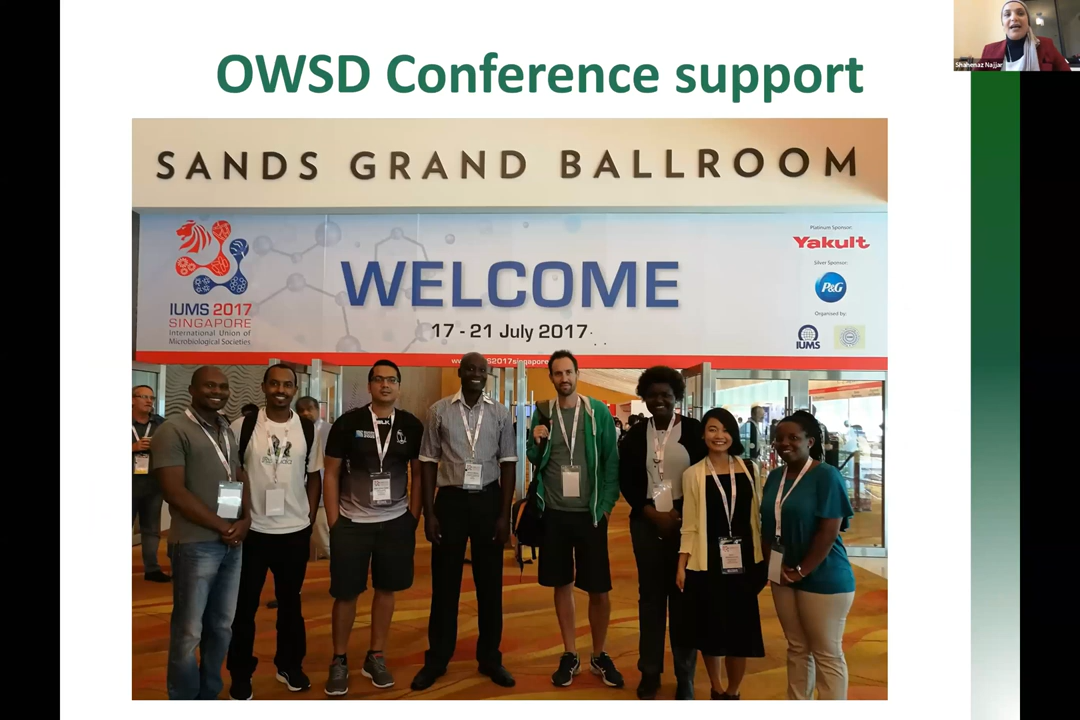 OWSD Conference support
Shahenaz Najjar
SANDS GRAND BALLROOM
IUMS 2017
SINGAPORE
International Union of
Microbiological Societies
WELCOME
17 - 21 July 2017
Platinum Sponsor:
Yakult
Silver Sponsor:
P&G
Organised by:
IUMS